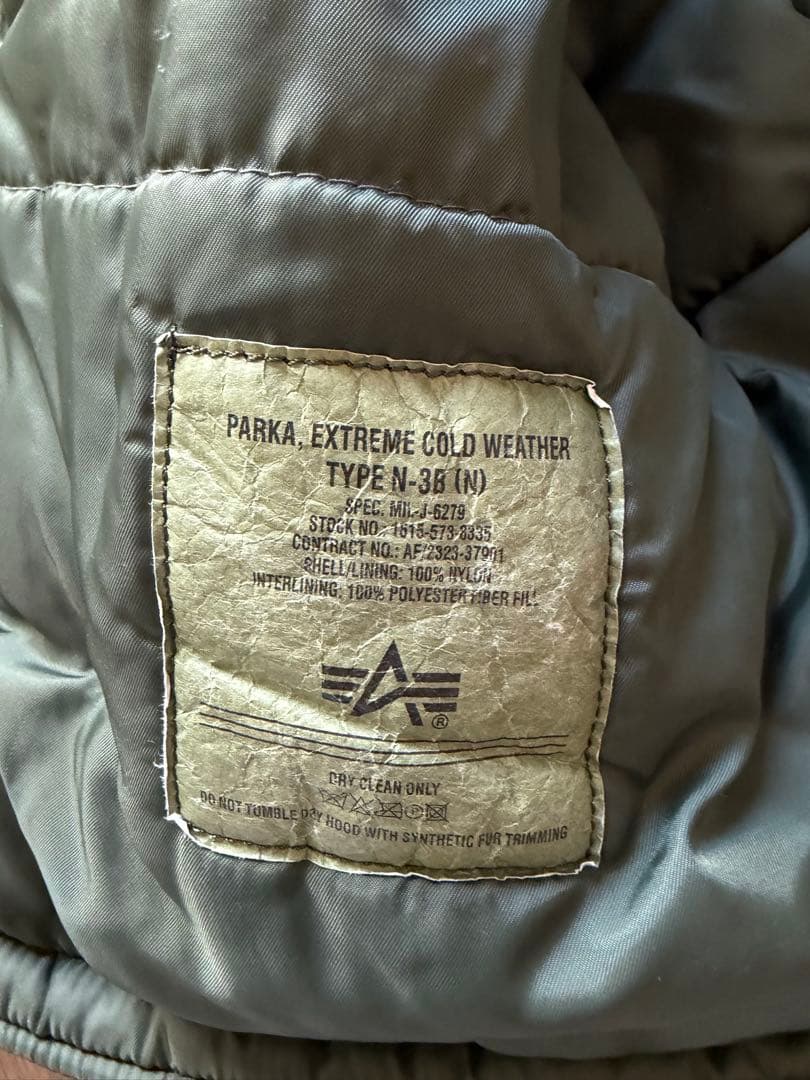 PARKA, EXTREME COLD WEATHER
TYPE N-3B (N)
SPEC. MIL-J-6279
STOCK NO.: 1615-573-8335
CONTRACT NO.: AF/2323-37901
SHELL/LINING: 100% NYLON
INTERLINING: 100% POLYESTER FIBER FILL
®
DRY CLEAN ONLY
DO NOT TUMBLE DRY HOOD WITH SYNTHETIC FUR TRIMMING